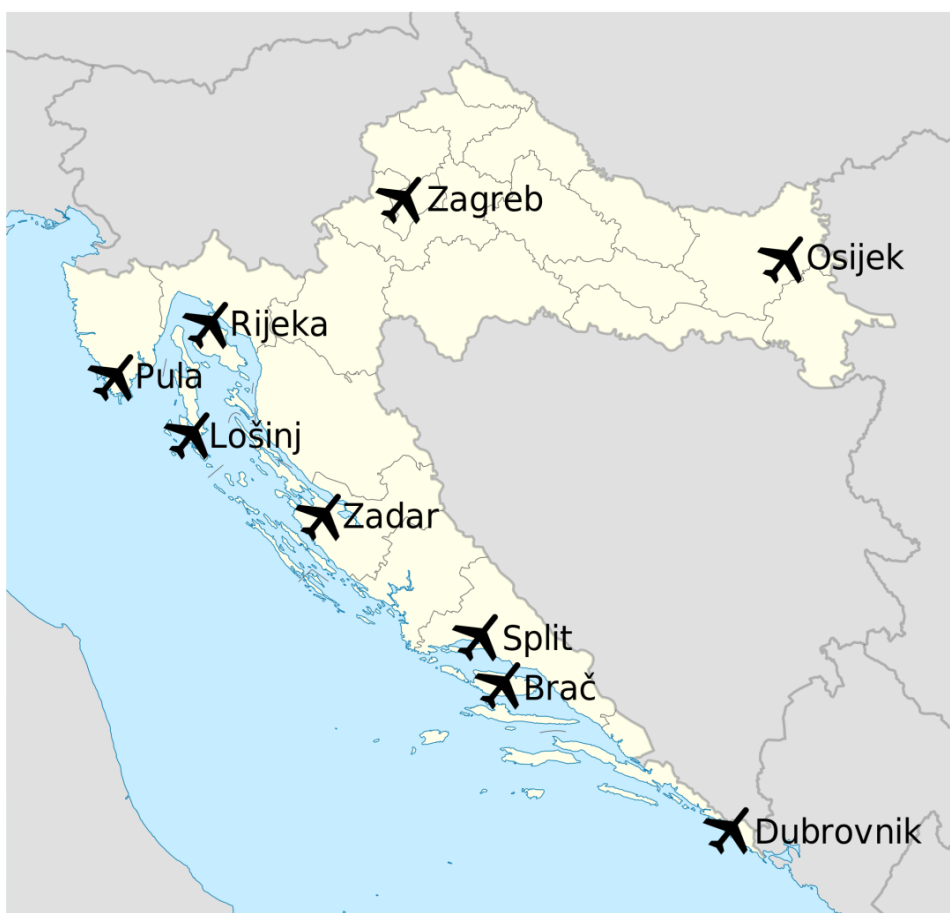 Zagreb
Osijek
Rijeka
Pula
Lošinj
Zadar
Split
Brač
Dubrovnik